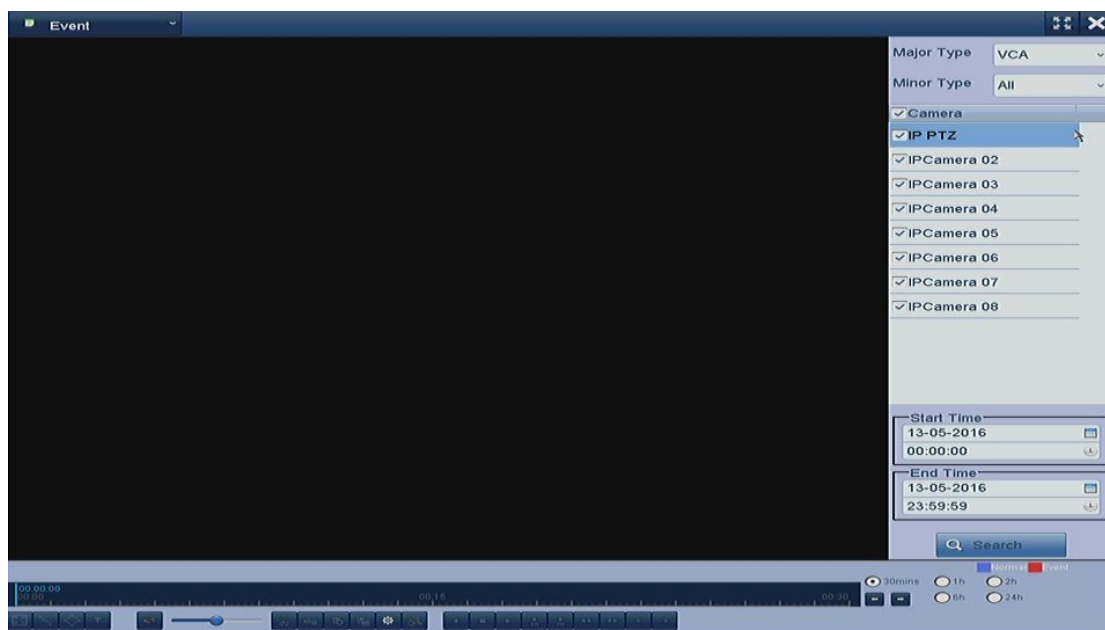 Event
Major Type VCA
Minor Type All
Camera
IP PTZ
IPCamera 02
IPCamera 03
IPCamera 04
IPCamera 05
IPCamera 06
IPCamera 07
IPCamera 08
Start Time
13-05-2016
00:00:00
End Time
13-05-2016
23:59:59
Search
Normal Event
00:00:00
00:00 00:15 00:30
30mins 1h 2h
6h 24h